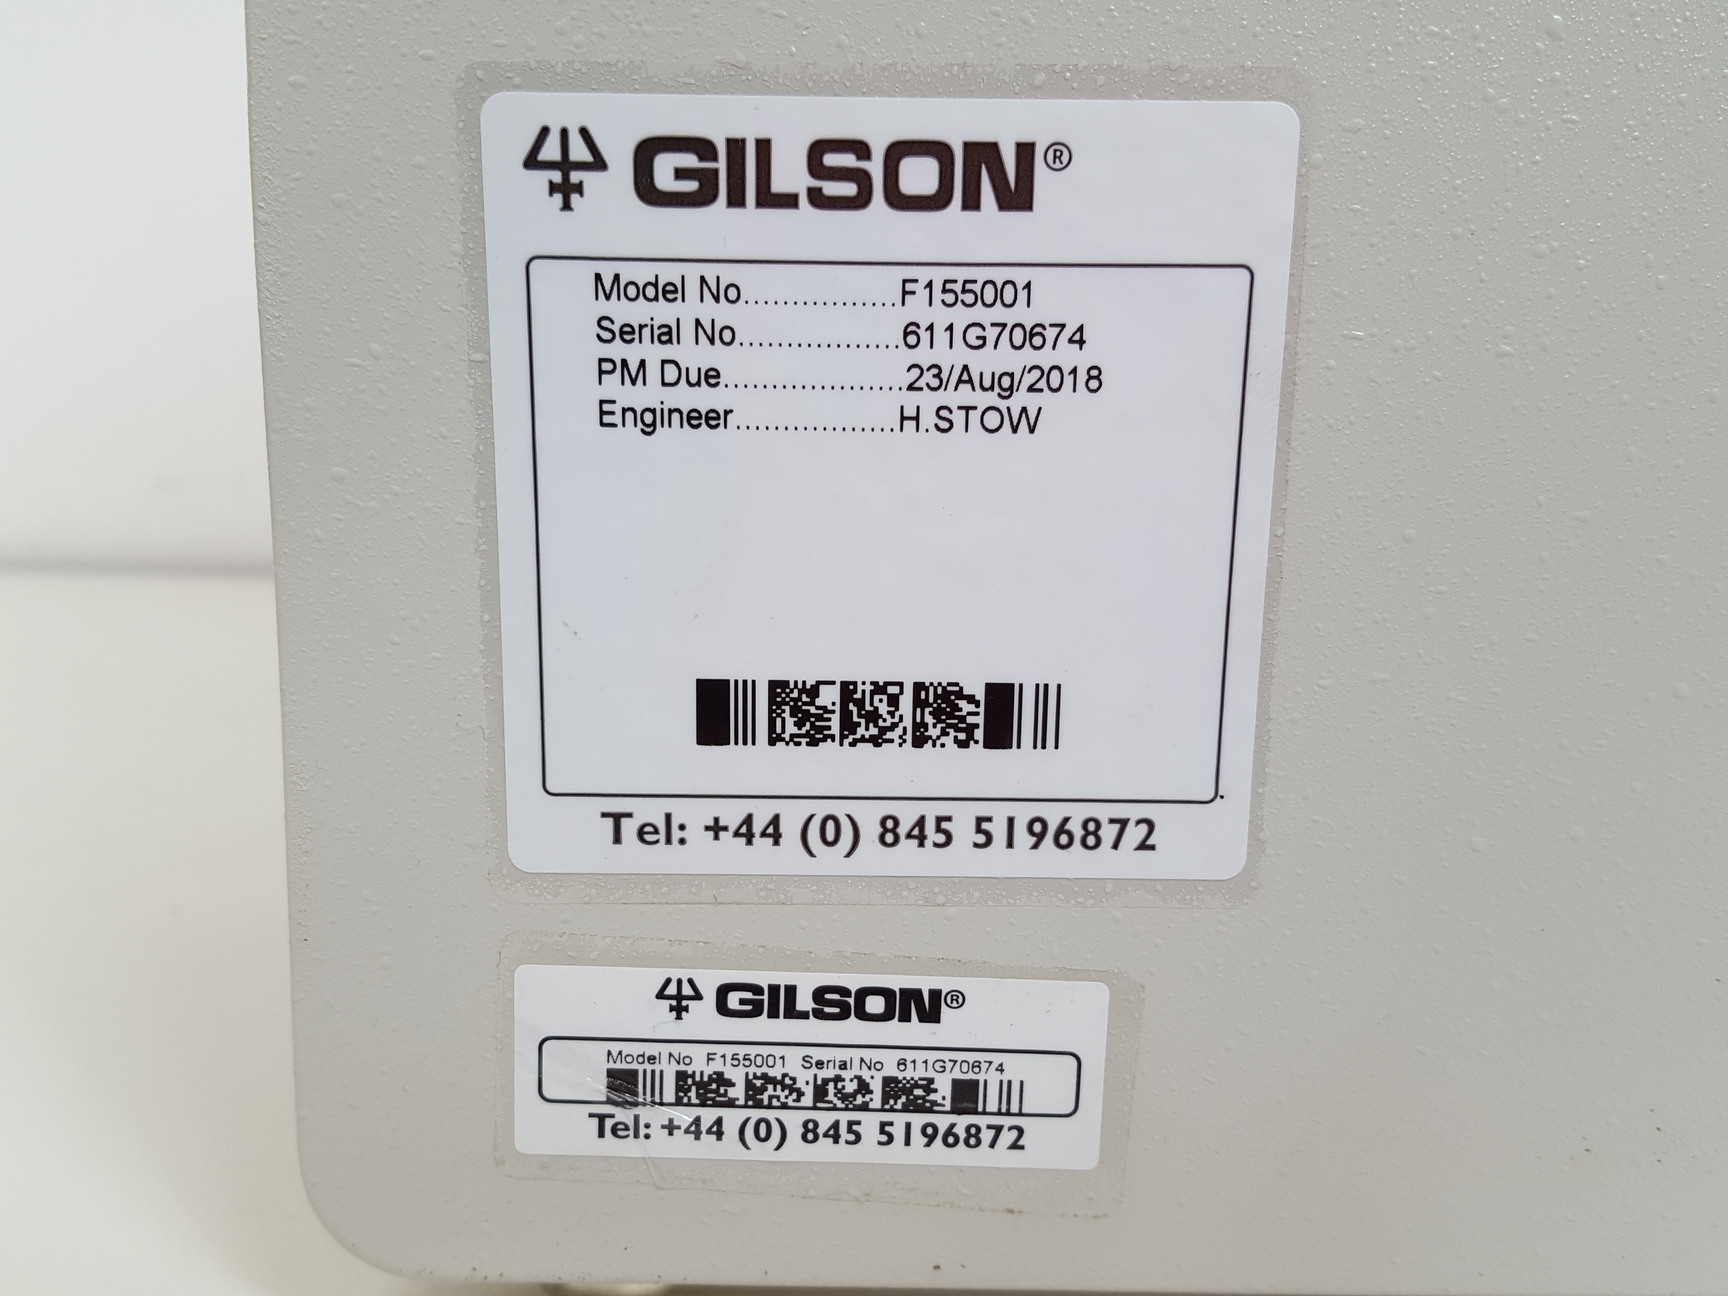 GILSON®
Model No................F155001
Serial No.................611G70674
PM Due...................23/Aug/2018
Engineer.................H.STOW
Tel: +44 (0) 845 5196872
GILSON®
Model No F155001 Serial No 611G70674
Tel: +44 (0) 845 5196872